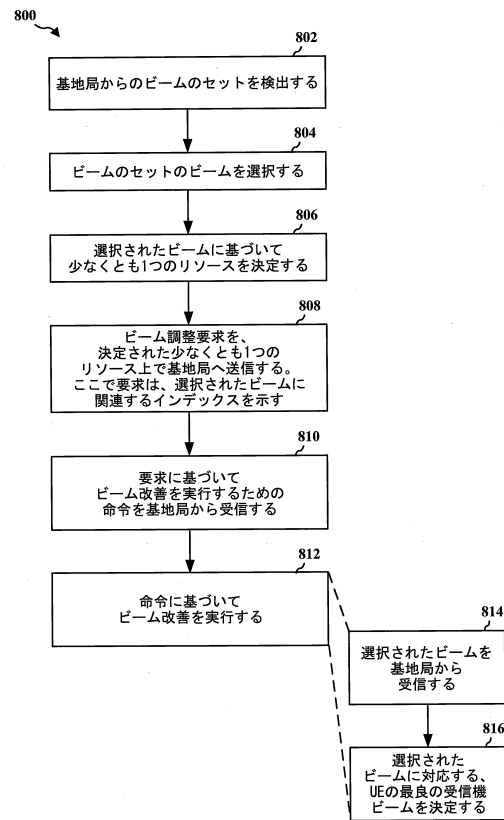 800
802
基地局からのビームのセットを検出する
804
ビームのセットのビームを選択する
806
選択されたビームに基づいて
少なくとも1つのリソースを決定する
808
ビーム調整要求を、
決定された少なくとも1つの
リソース上で基地局へ送信する。
ここで要求は、選択されたビームに
関連するインデックスを示す
810
要求に基づいて
ビーム改善を実行するための
命令を基地局から受信する
812
命令に基づいて
ビーム改善を実行する
814
選択されたビームを
基地局から
受信する
816
選択された
ビームに対応する、
UEの最良の受信機
ビームを決定する